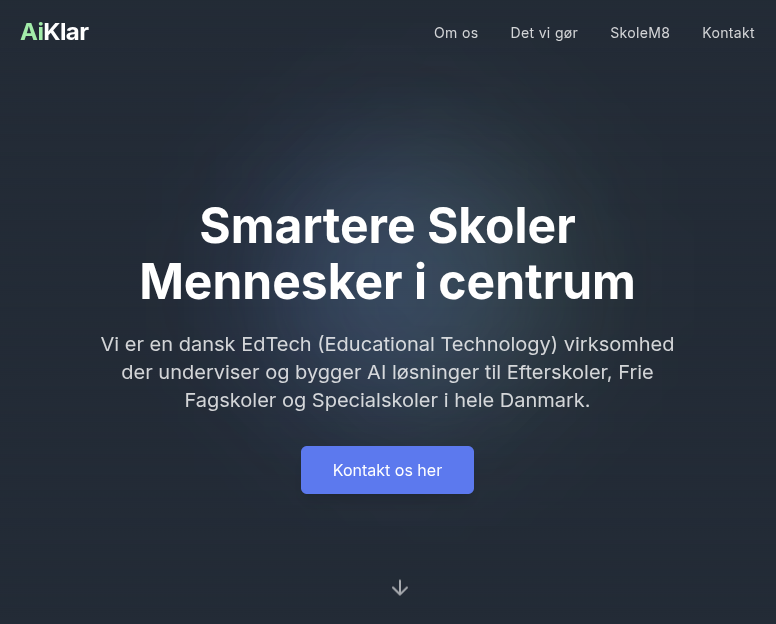 AiKlar
Om os
Det vi gør
SkoleM8
Kontakt
Smartere Skoler
Mennesker i centrum
Vi er en dansk EdTech (Educational Technology) virksomhed
der underviser og bygger AI løsninger til Efterskoler, Frie
Fagskoler og Specialskoler i hele Danmark.
Kontakt os her